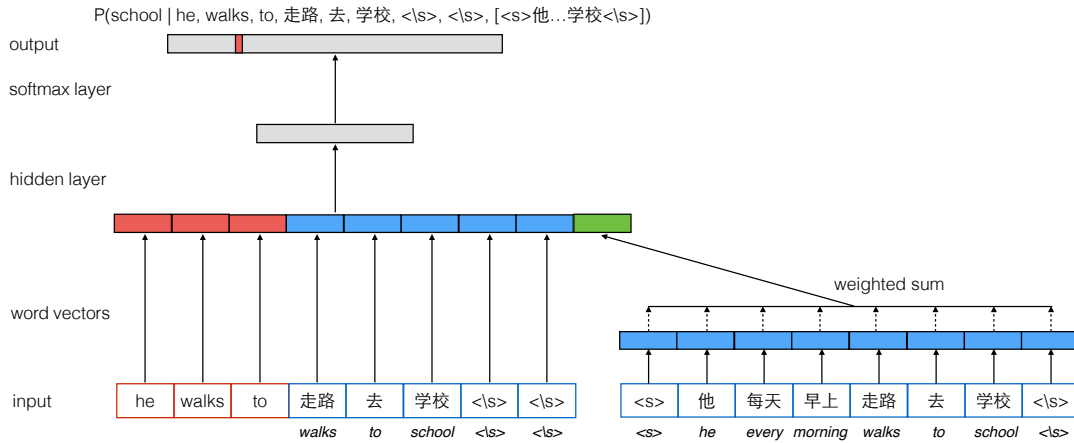 P(school | he, walks, to, 走路, 去, 学校, <\s>, <\s>, [<s>他…学校<\s>])
output
softmax layer
hidden layer
weighted sum
word vectors
input he walks to 走路 去 学校 <\s> <\s> <s> 他 每天 早上 走路 去 学校 <\s>
walks to school <\s> <\s> <s> he every morning walks to school <\s>